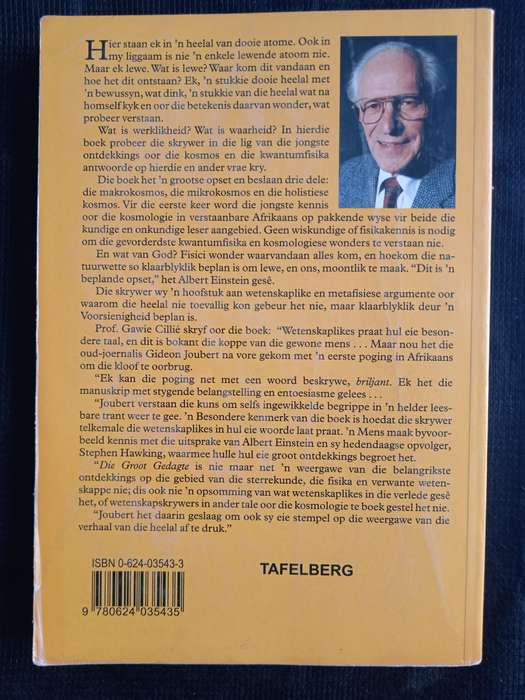 Hier staan ek in 'n heelal van dooie atome. Ook in
my liggaam is nie 'n enkele lewende atoom nie.
Maar ek lewe. Wat is lewe? Waar kom dit vandaan en
hoe het dit ontstaan? Ek, 'n stukkie dooie heelal met
'n bewussyn, wat dink, 'n stukkie van die heelal wat na
homself kyk en oor die betekenis daarvan wonder, wat
probeer verstaan.
Wat is werklikheid? Wat is waarheid? In hierdie
boek probeer die skrywer in die lig van die jongste
ontdekkings oor die kosmos en die kwantumfisika
antwoorde op hierdie en ander vrae kry.
Die boek het 'n grootse opset en beslaan drie dele:
die makrokosmos, die mikrokosmos en die holistiese
kosmos. Vir die eerste keer word die jongste kennis
oor die kosmologie in verstaanbare Afrikaans op pakkende wyse vir beide die
kundige en onkundige leser aangebied. Geen wiskundige of fisikakennis is nodig
om die gevorderdste kwantumfisika en kosmologiese wonders te verstaan nie.
En wat van God? Fisici wonder waarvandaan alles kom, en hoekom die na-
tuurwette so klaarblyklik beplan is om lewe, en ons, moontlik te maak. "Dit is 'n
beplande opset," het Albert Einstein gesê.
Die skrywer wy 'n hoofstuk aan wetenskaplike en metafisiese argumente oor
waarom die heelal nie toevallig kon gebeur het nie, maar klaarblyklik deur 'n
Voorsienigheid beplan is.
Prof. Gawie Cillié skryf oor die boek: "Wetenskaplikes praat hul eie beson-
dere taal, en dit is bokant die koppe van die gewone mens . . . Maar nou het die
oud-joernalis Gideon Joubert na vore gekom met 'n eerste poging in Afrikaans
om die kloof te oorbrug.
"Ek kan die poging net met een woord beskrywe, briljant. Ek het die
manuskrip met stygende belangstelling en entoesiasme gelees . . .
"Joubert verstaan die kuns om selfs ingewikkelde begrippe in 'n helder lees-
bare trant weer te gee. 'n Besondere kenmerk van die boek is hoedat die skrywer
telkemale die wetenskaplikes in hul eie woorde laat praat. 'n Mens maak byvoor-
beeld kennis met die uitsprake van Albert Einstein en sy hedendaagse opvolger,
Stephen Hawking, waarmee hulle hul eie groot ontdekkings begroet het.
"Die Groot Gedagte is nie maar net 'n weergawe van die belangrikste
ontdekkings op die gebied van die sterrekunde, die fisika en verwante weten-
skappe nie; dis ook nie 'n opsomming van wat wetenskaplikes in die verlede gesê
het, of wetenskapskrywers in ander tale oor die kosmologie te boek gestel het nie.
"Joubert het daarin geslaag om ook sy eie stempel op die weergawe van die
verhaal van die heelal af te druk."
ISBN 0-624-03543-3
9 780624 035435
TAFELBERG